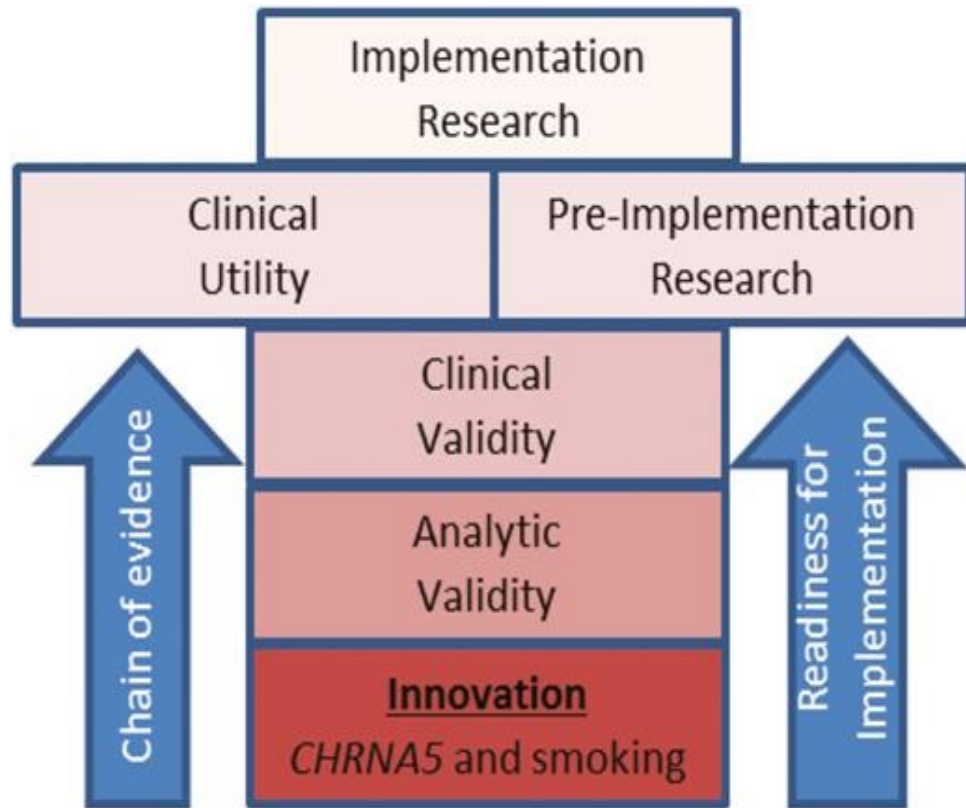 Implementation
Research
Clinical
Utility
Pre-Implementation
Research
Clinical
Validity
Analytic
Validity
Innovation
CHRNA5 and smoking
Chain of evidence
Readiness for
Implementation